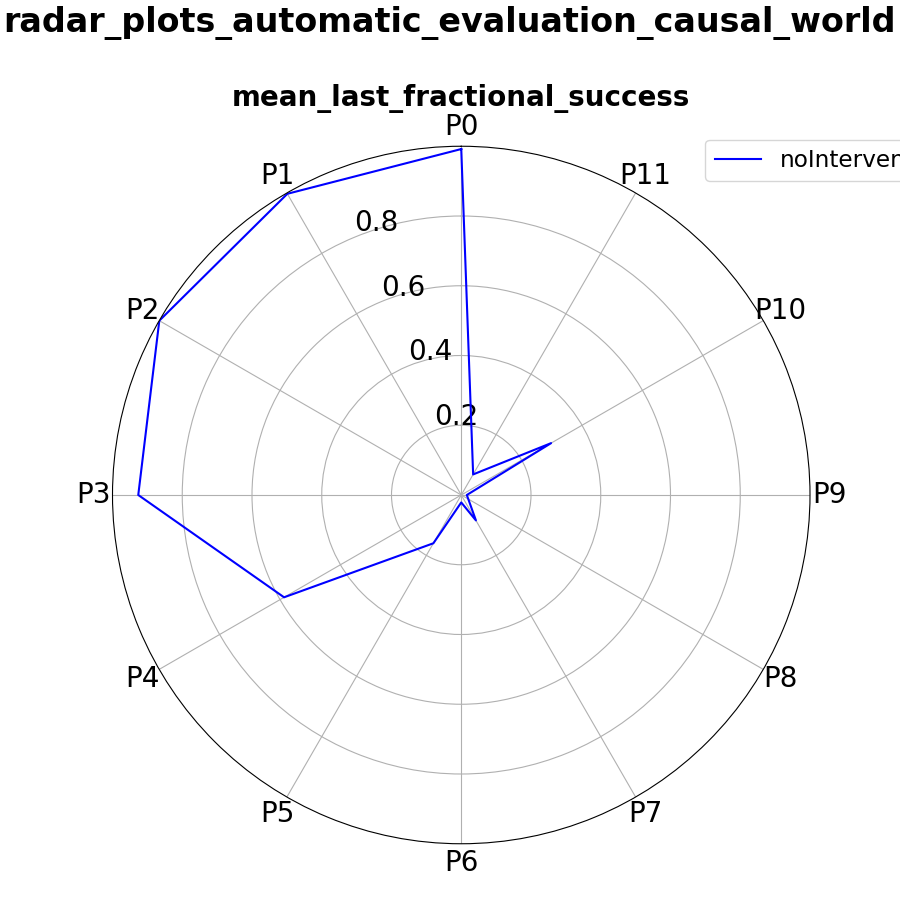 radar_plots_automatic_evaluation_causal_world
mean_last_fractional_success
P0
P1
P11
noInterven
0.8
P2
0.6
P10
0.4
0.2
P3
P9
P4
P8
P5
P7
P6